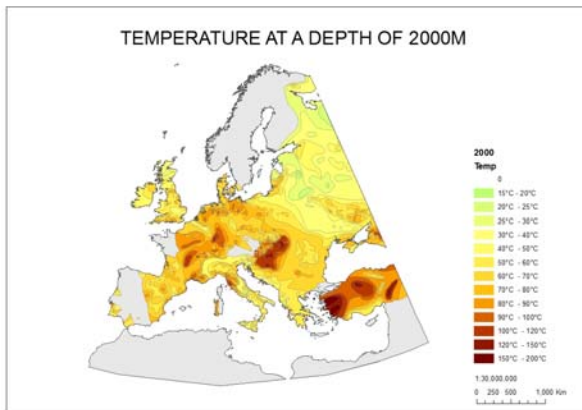 TEMPERATURE AT A DEPTH OF 2000M
2000
Temp
0
15°C - 20°C
20°C - 25°C
25°C - 30°C
30°C - 40°C
40°C - 50°C
50°C - 60°C
60°C - 70°C
70°C - 80°C
80°C - 90°C
90°C - 100°C
100°C - 120°C
120°C - 150°C
150°C - 200°C
1:30,000,000
0 250 500 1,000 Km